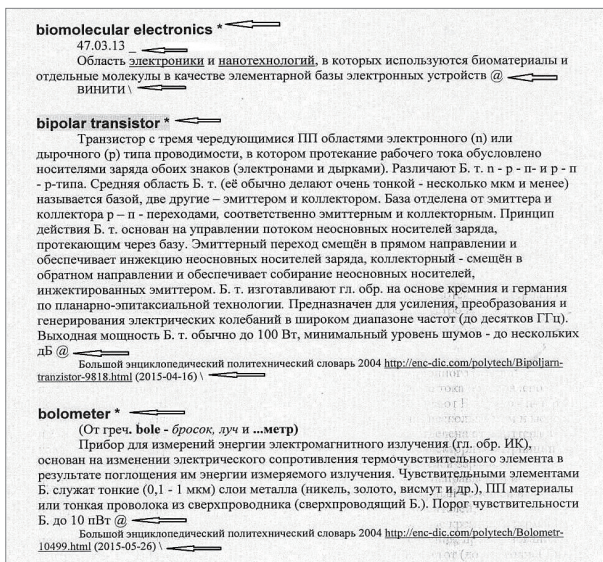 biomolecular electronics *
47.03.13 _
Область электроники и нанотехнологий, в которых используются биоматериалы и
отдельные молекулы в качестве элементарной базы электронных устройств @
ВИНИТИ \
bipolar transistor *
Транзистор с тремя чередующимися ПП областями электронного (n) или
дырочного (p) типа проводимости, в котором протекание рабочего тока обусловлено
носителями заряда обоих знаков (электронами и дырками). Различают Б. т. n - p - n- и p - n
- p-типа. Средняя область Б. т. (её обычно делают очень тонкой - несколько мкм и менее)
называется базой, две другие – эмиттером и коллектором. База отделена от эмиттера и
коллектора p – n - переходами, соответственно эмиттерным и коллекторным. Принцип
действия Б. т. основан на управлении потоком неосновных носителей заряда,
протекающим через базу. Эмиттерный переход смещён в прямом направлении и
обеспечивает инжекцию неосновных носителей заряда, коллекторный - смещён в
обратном направлении и обеспечивает собирание неосновных носителей,
инжектированных эмиттером. Б. т. изготавливают гл. обр. на основе кремния и германия
по планарно-эпитаксиальной технологии. Предназначен для усиления, преобразования и
генерирования электрических колебаний в широком диапазоне частот (до десятков ГГц).
Выходная мощность Б. т. обычно до 100 Вт, минимальный уровень шумов - до нескольких
дБ @
Большой энциклопедический политехнический словарь 2004 http://enc-dic.com/polytech/Bipoljarn-
tranzistor-9818.html (2015-04-16) \
bolometer *
(От греч. bole - бросок, луч и ...метр)
Прибор для измерений энергии электромагнитного излучения (гл. обр. ИК),
основан на изменении электрического сопротивления термочувствительного элемента в
результате поглощения им энергии измеряемого излучения. Чувствительными элементами
Б. служат тонкие (0,1 - 1 мкм) слои металла (никель, золото, висмут и др.), ПП материалы
или тонкая проволока из сверхпроводника (сверхпроводящий Б.). Порог чувствительности
Б. до 10 пВт @
Большой энциклопедический политехнический словарь 2004 http://enc-dic.com/polytech/Bolometr-
10499.html (2015-05-26) \